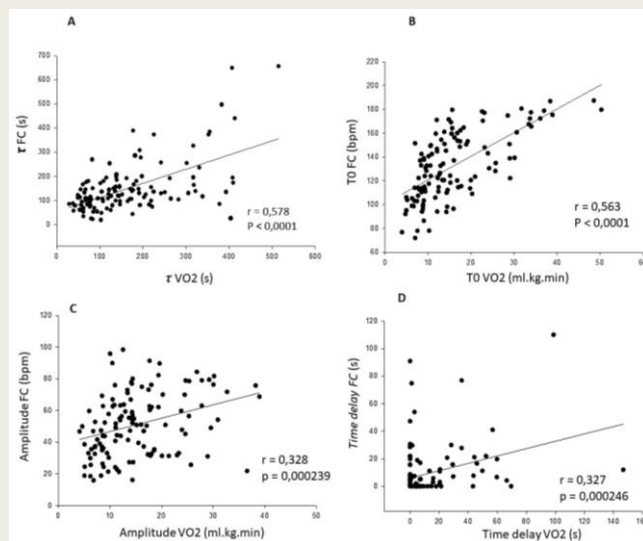 A
700
600
500
400
300
200
100
0
τ FC (s)
0 100 200 300 400 500 600
τ VO2 (s)
r = 0,578
P < 0,0001
B
200
180
160
140
120
100
80
60
T0 FC (bpm)
0 10 20 30 40 50 60
T0 VO2 (ml.kg.min)
r = 0,563
P < 0,0001
C
120
100
80
60
40
20
0
Amplitude FC (bpm)
0 10 20 30 40 50
Amplitude VO2 (ml.kg.min)
r = 0,328
p = 0,000239
D
120
100
80
60
40
20
0
Time delay FC (s)
0 20 40 60 80 100 120 140 160
Time delay VO2 (s)
r = 0,327
p = 0,000246